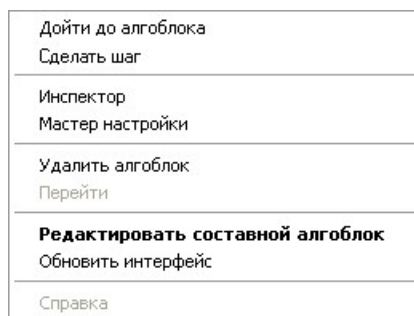 Дойти до алгоблока
Сделать шаг
Инспектор
Мастер настройки
Удалить алгоблок
Перейти
Редактировать составной алгоблок
Обновить интерфейс
Справка